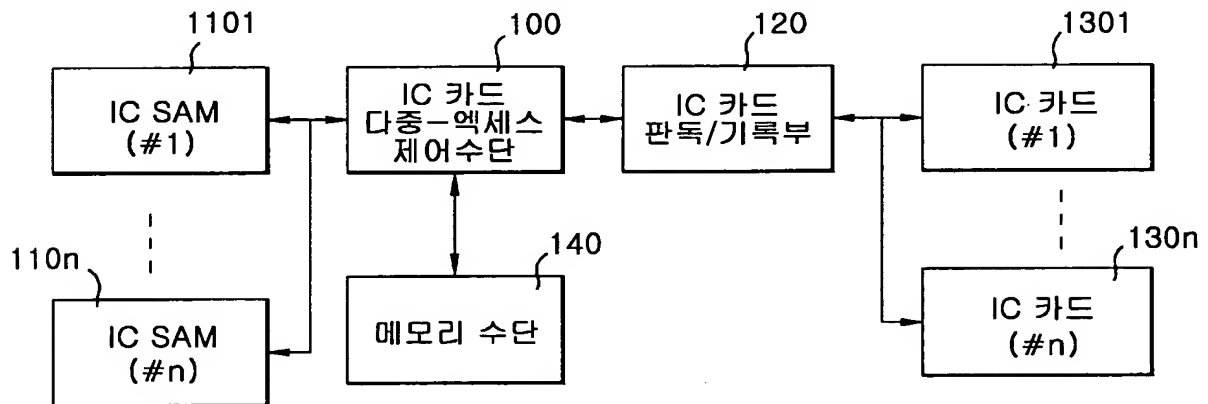 1101
IC SAM
(#1)
100
IC 카드
다중-엑세스
제어수단
120
IC 카드
판독/기록부
1301
IC 카드
(#1)
110n
IC SAM
(#n)
140
메모리 수단
130n
IC 카드
(#n)